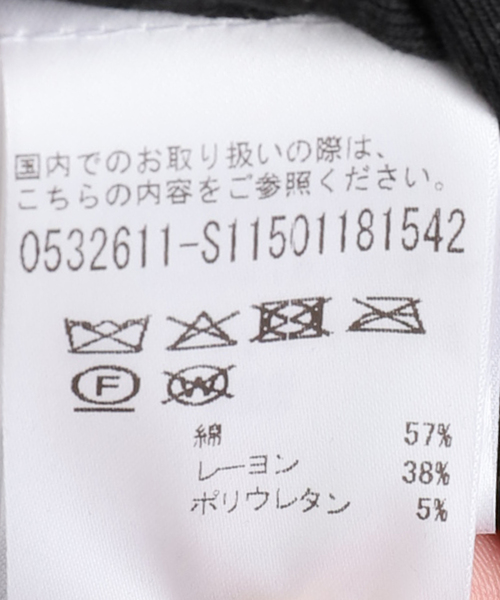 国内でのお取り扱いの際は、
こちらの内容をご参照ください。
0532611-S11501181542
F
W
綿 57%
レーヨン 38%
ポリウレタン 5%